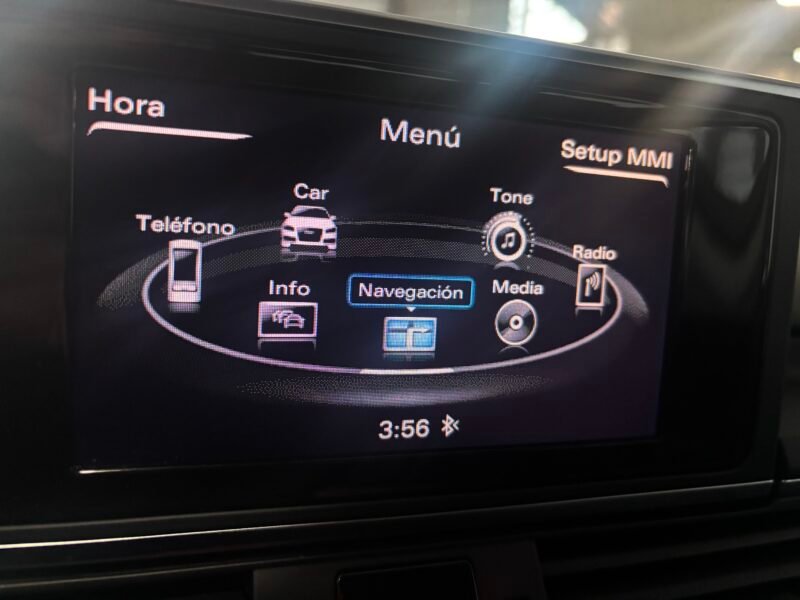 Hora
Menú
Setup MMI
Car
Tone
Teléfono
Radio
Info
Navegación
Media
3:56